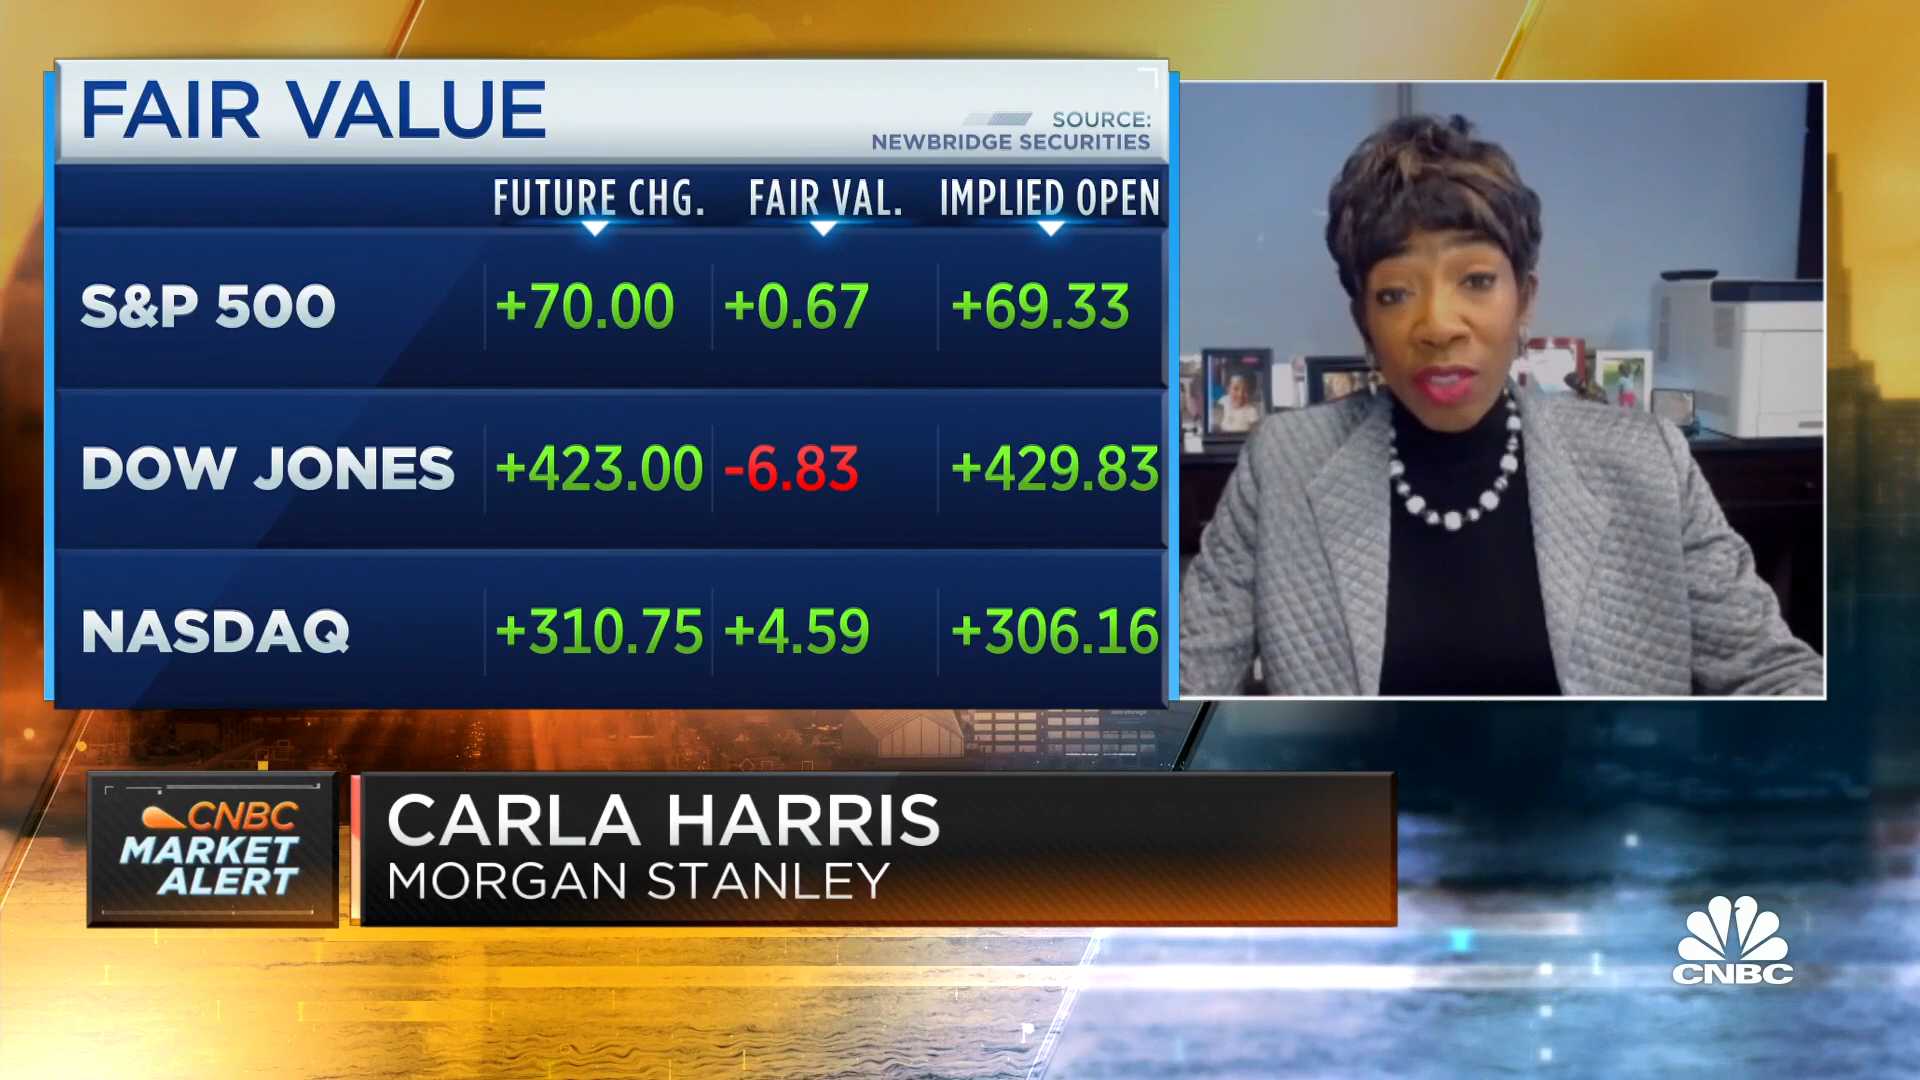 FAIR VALUE
SOURCE:
NEWBRIDGE SECURITIES
FUTURE CHG. FAIR VAL. IMPLIED OPEN
S&P 500 +70.00 +0.67 +69.33
DOW JONES +423.00 -6.83 +429.83
NASDAQ +310.75 +4.59 +306.16
CNBC
MARKET
ALERT
CARLA HARRIS
MORGAN STANLEY
CNBC